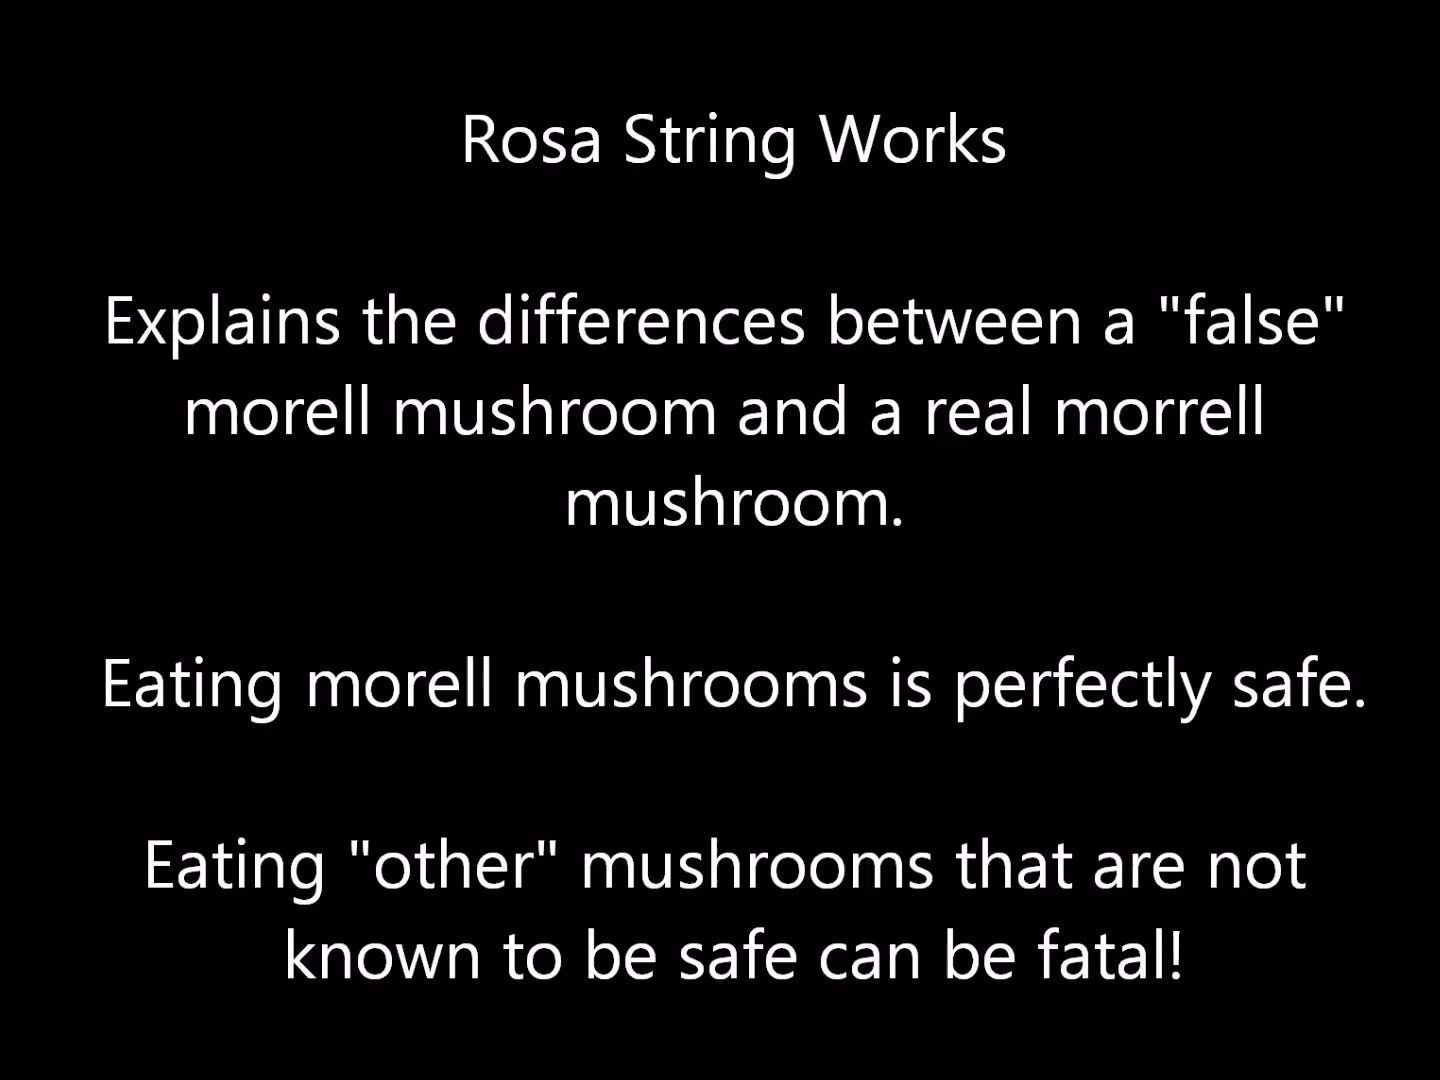 Rosa String Works
Explains the differences between a "false"
morell mushroom and a real morrell
mushroom.
Eating morell mushrooms is perfectly safe.
Eating "other" mushrooms that are not
known to be safe can be fatal!